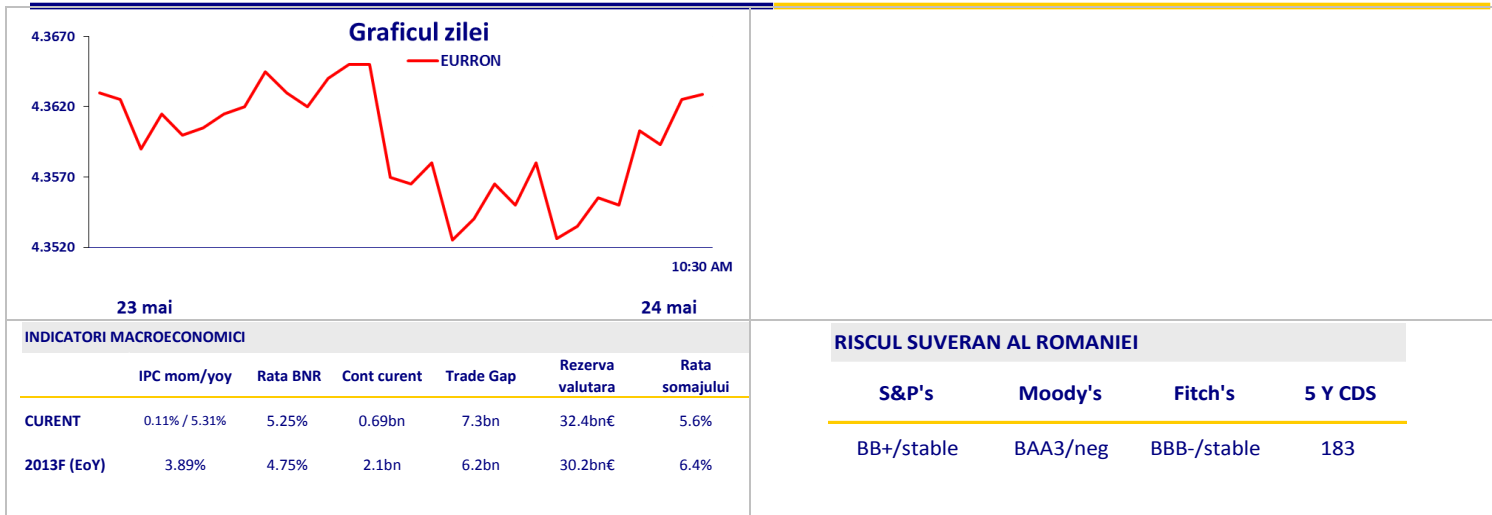 Graficul zilei
EURRON
4.3670
4.3620
4.3570
4.3520
10:30 AM
23 mai 24 mai
INDICATORI MACROECONOMICI
IPC mom/yoy Rata BNR Cont curent Trade Gap Rezerva valutara Rata somajului
CURENT 0.11% / 5.31% 5.25% 0.69bn 7.3bn 32.4bn€ 5.6%
2013F (EoY) 3.89% 4.75% 2.1bn 6.2bn 30.2bn€ 6.4%
RISCUL SUVERAN AL ROMANIEI
S&P's Moody's Fitch's 5 Y CDS
BB+/stable BAA3/neg BBB-/stable 183